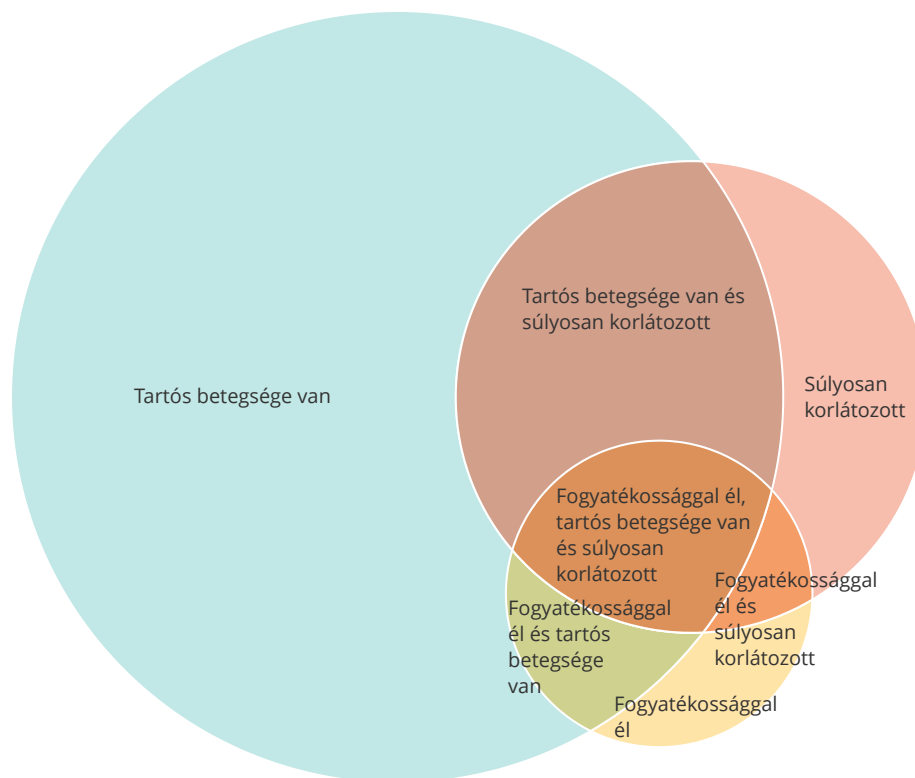 Tartós betegsége van és
súlyosan korlátozott
Tartós betegsége van
Súlyosan
korlátozott
Fogyatékossággal él,
tartós betegsége van
és súlyosan
korlátozott
Fogyatékossággal
él és
súlyosan
korlátozott
Fogyatékossággal
él és tartós
betegsége
van
Fogyatékossággal
él